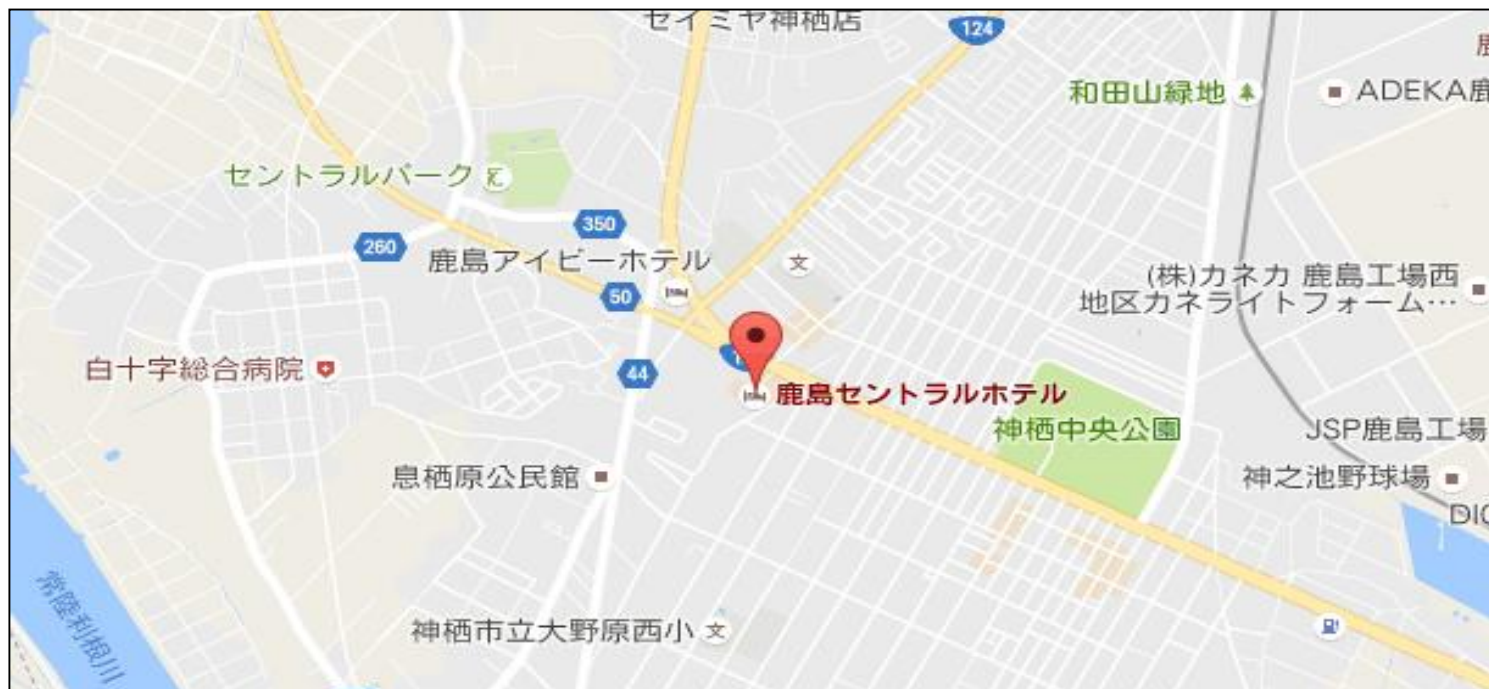 セイミヤ神栖店
124
鹿
和田山緑地
ADEKA鹿
セントラルパーク
350
260
鹿島アイビーホテル
文
(株)カネカ 鹿島工場西
地区カネライトフォーム…
50
白十字総合病院
44
鹿島セントラルホテル
神栖中央公園
JSP鹿島工場
息栖原公民館
神之池野球場
DIC
常陸利根川
神栖市立大野原西小
文